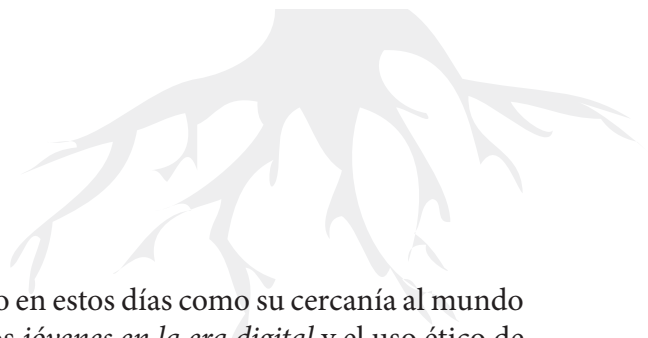 en estos días como su cercanía al mundo
jóvenes en la era digital y el uso ético de